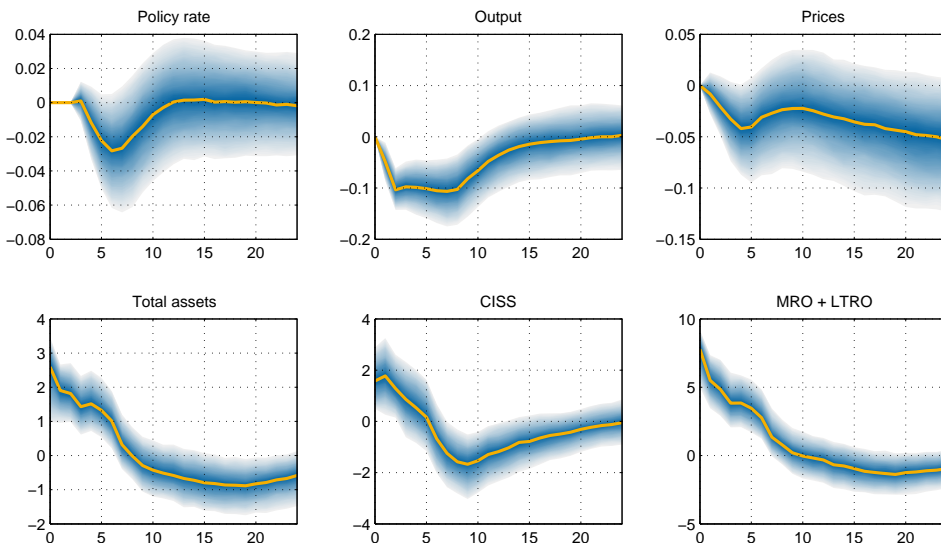 Policy rate
0.04
0.02
0
−0.02
−0.04
−0.06
−0.08
0 5 10 15 20
Output
0.2
0.1
0
−0.1
−0.2
0 5 10 15 20
Prices
0.05
0
−0.05
−0.1
−0.15
0 5 10 15 20
Total assets
4
3
2
1
0
−1
−2
0 5 10 15 20
CISS
4
2
0
−2
−4
0 5 10 15 20
MRO + LTRO
10
5
0
−5
0 5 10 15 20